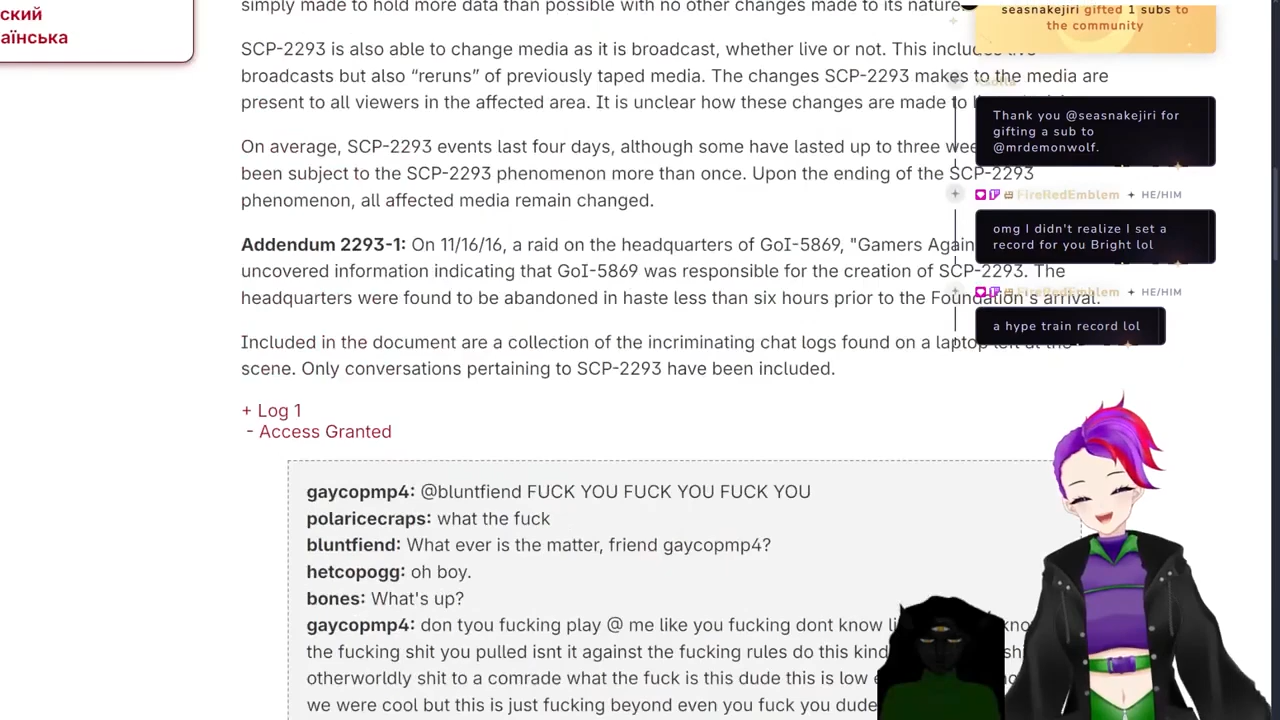 ский
аїнська
simply made to hold more data than possible with no other changes made to its nature.
SCP-2293 is also able to change media as it is broadcast, whether live or not. This includes live
broadcasts but also “reruns” of previously taped media. The changes SCP-2293 makes to the media are
present to all viewers in the affected area. It is unclear how these changes are made to
On average, SCP-2293 events last four days, although some have lasted up to three
been subject to the SCP-2293 phenomenon more than once. Upon the ending of the SCP-2293
phenomenon, all affected media remain changed.
Addendum 2293-1: On 11/16/16, a raid on the headquarters of GoI-5869, "Gamers
uncovered information indicating that GoI-5869 was responsible for the creation of SCP-2293. The
headquarters were found to be abandoned in haste less than six hours prior to the Foundation's arrival.
Included in the document are a collection of the incriminating chat logs found on a laptop left at the
scene. Only conversations pertaining to SCP-2293 have been included.
+ Log 1
- Access Granted
gaycopmp4: @bluntfiend FUCK YOU FUCK YOU FUCK YOU
polaricecraps: what the fuck
bluntfiend: What ever is the matter, friend gaycopmp4?
hetcopogg: oh boy.
bones: What's up?
gaycopmp4: don tyou fucking play @ me like you fucking dont know
the fucking shit you pulled isnt it against the fucking rules do this kind
otherworldly shit to a comrade what the fuck is this dude this is low
we were cool but this is just fucking beyond even you fuck you dude
seasnakejiri gifted 1 subs to
the community
Thank you @seasnakejiri for
gifting a sub to
@mrdemonwolf.
FireRedEmblem HE/HIM
omg I didn't realize I set a
record for you Bright lol
FireRedEmblem HE/HIM
a hype train record lol